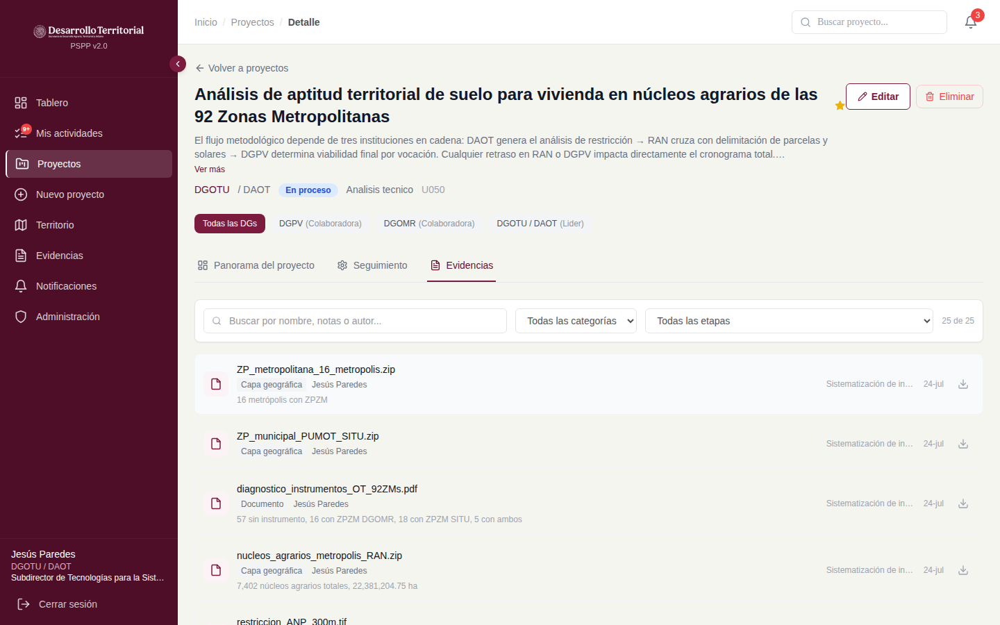 DesarrolloTerritorial
PSPP v2.0
Tablero
9+
Mis actividades
Proyectos
Nuevo proyecto
Territorio
Evidencias
Notificaciones
Administración
Jesús Paredes
DGOTU / DAOT
Subdirector de Tecnologías para la Sist…
Cerrar sesión
Inicio / Proyectos / Detalle
Buscar proyecto...
3
Volver a proyectos
Análisis de aptitud territorial de suelo para vivienda en núcleos agrarios de las
92 Zonas Metropolitanas
Editar
Eliminar
El flujo metodológico depende de tres instituciones en cadena: DAOT genera el análisis de restricción → RAN cruza con delimitación de parcelas y
solares → DGPV determina viabilidad final por vocación. Cualquier retraso en RAN o DGPV impacta directamente el cronograma total.…
Ver más
DGOTU / DAOT En proceso Analisis tecnico U050
Todas las DGs DGPV (Colaboradora) DGOMR (Colaboradora) DGOTU / DAOT (Lider)
Panorama del proyecto Seguimiento Evidencias
Buscar por nombre, notas o autor... Todas las categorías Todas las etapas 25 de 25
ZP_metropolitana_16_metropolis.zip
Capa geográfica Jesús Paredes
16 metrópolis con ZPZM
Sistematización de in… 24-jul
ZP_municipal_PUMOT_SITU.zip
Capa geográfica Jesús Paredes
Sistematización de in… 24-jul
diagnostico_instrumentos_OT_92ZMs.pdf
Documento Jesús Paredes
57 sin instrumento, 16 con ZPZM DGOMR, 18 con ZPZM SITU, 5 con ambos
Sistematización de in… 24-jul
nucleos_agrarios_metropolis_RAN.zip
Capa geográfica Jesús Paredes
7,402 núcleos agrarios totales, 22,381,204.75 ha
Sistematización de in… 24-jul
restriccion_ANP_300m.tif